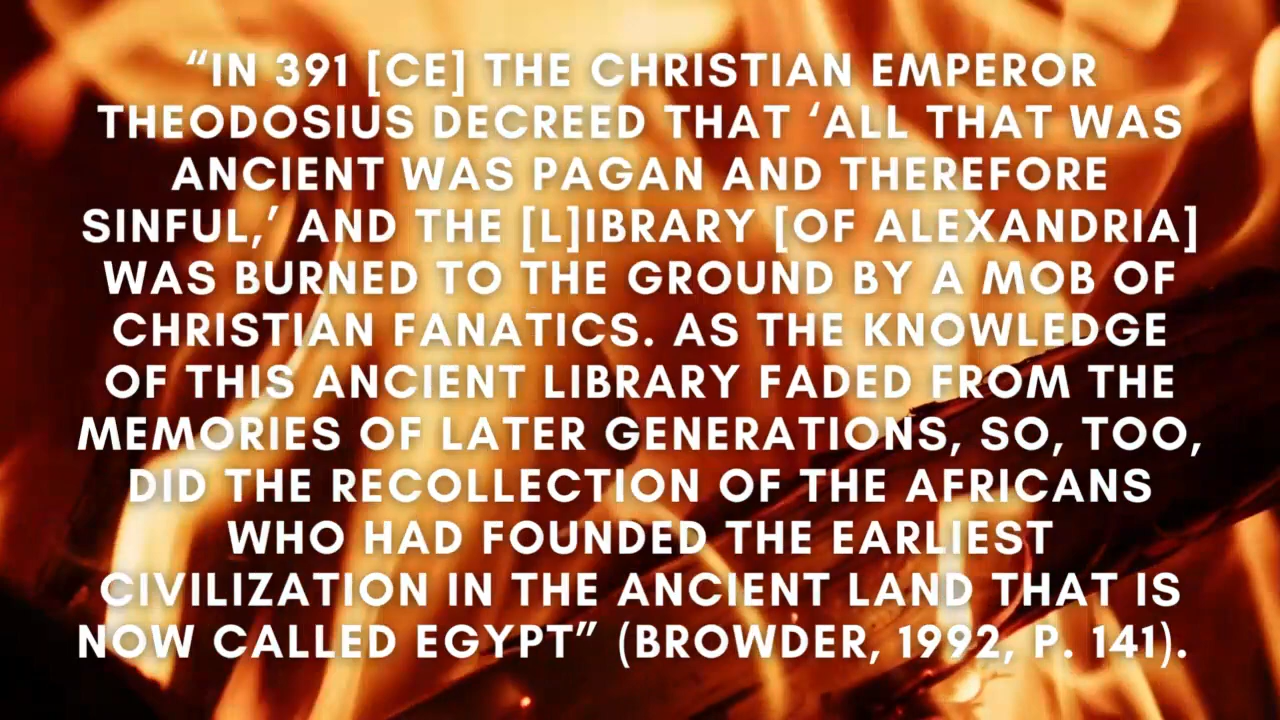 “IN 391 [CE] THE CHRISTIAN EMPEROR
THEODOSIUS DECREED THAT ‘ALL THAT WAS
ANCIENT WAS PAGAN AND THEREFORE
SINFUL,’ AND THE [L]IBRARY [OF ALEXANDRIA]
WAS BURNED TO THE GROUND BY A MOB OF
CHRISTIAN FANATICS. AS THE KNOWLEDGE
OF THIS ANCIENT LIBRARY FADED FROM THE
MEMORIES OF LATER GENERATIONS, SO, TOO,
DID THE RECOLLECTION OF THE AFRICANS
WHO HAD FOUNDED THE EARLIEST
CIVILIZATION IN THE ANCIENT LAND THAT IS
NOW CALLED EGYPT” (BROWDER, 1992, P. 141).